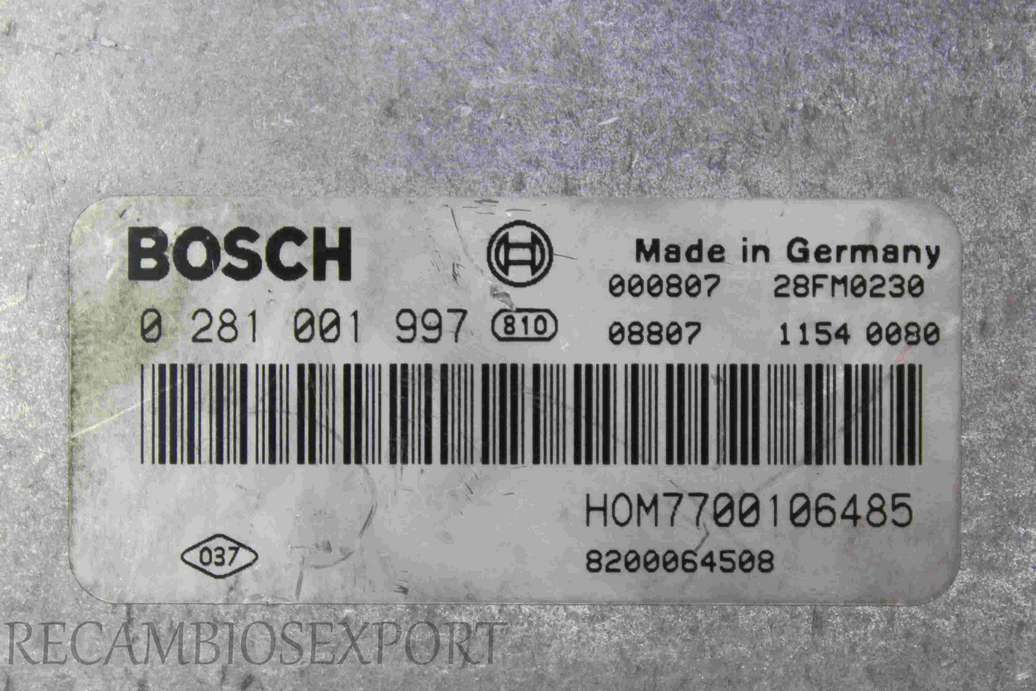 BOSCH
Made in Germany
000807 28FM0230
0 281 001 997 810
08807 1154 0080
HOM7700106485
037
8200064508
RECAMBIOSEXPORT